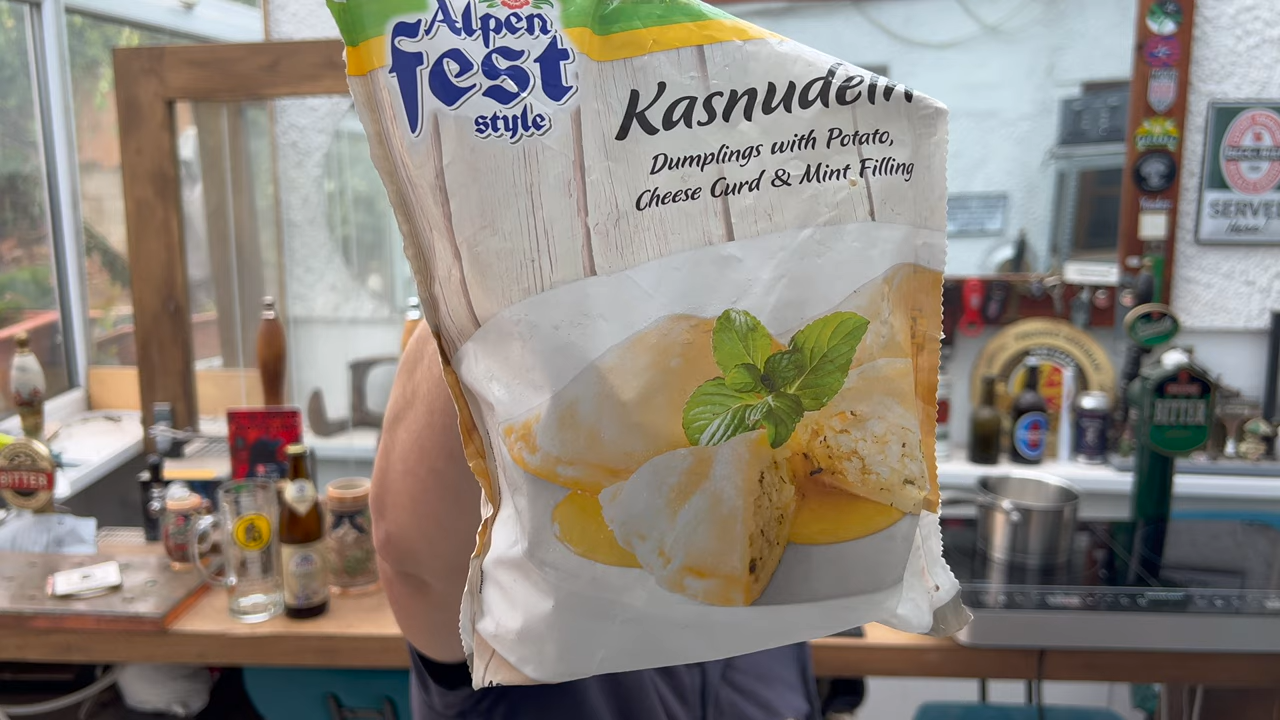 Alpen
fest
style
Kasnudeln
Dumplings with Potato,
Cheese Curd & Mint Filling
SERVED
BITTER
BITTER